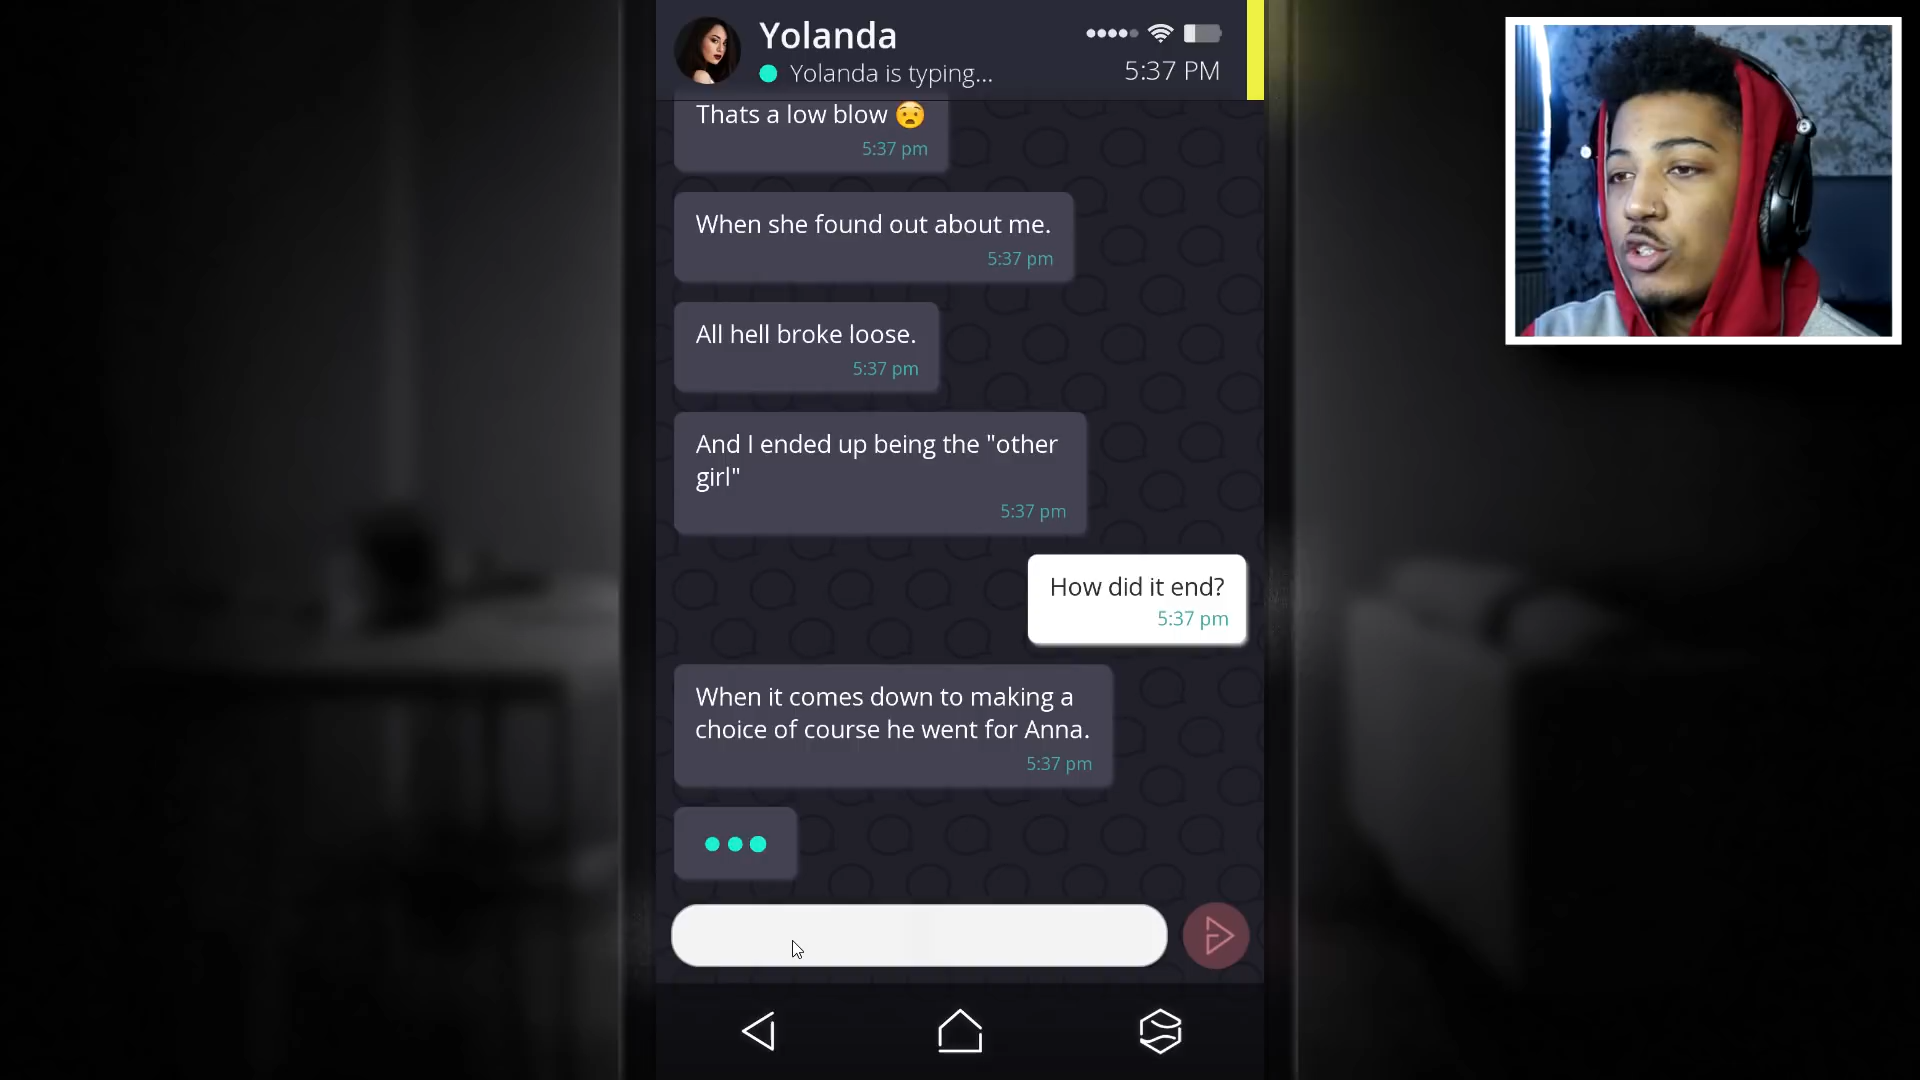 Yolanda
Yolanda is typing...
5:37 PM
Thats a low blow 😧
5:37 pm
When she found out about me.
5:37 pm
All hell broke loose.
5:37 pm
And I ended up being the "other
girl"
5:37 pm
How did it end?
5:37 pm
When it comes down to making a
choice of course he went for Anna.
5:37 pm